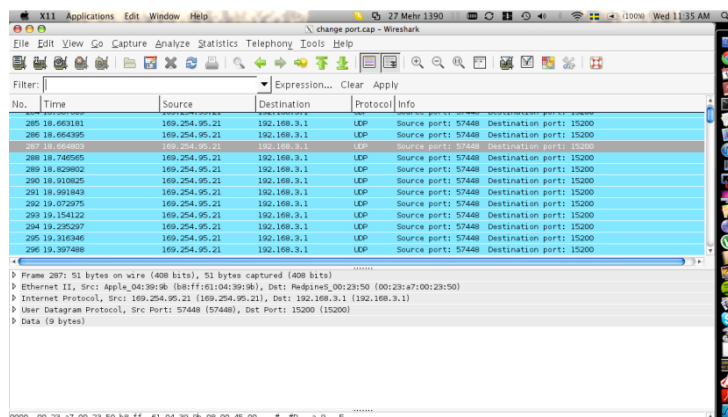 X11 Applications Edit Window Help 27 Mehr 1390 (100%) Wed 11:35 AM
change port.cap - Wireshark
File Edit View Go Capture Analyze Statistics Telephony Tools Help
Filter: Expression... Clear Apply
No. Time Source Destination Protocol Info
285 18.663181 169.254.95.21 192.168.3.1 UDP Source port: 57448 Destination port: 15200
286 18.664395 169.254.95.21 192.168.3.1 UDP Source port: 57448 Destination port: 15200
287 18.664803 169.254.95.21 192.168.3.1 UDP Source port: 57448 Destination port: 15200
288 18.746565 169.254.95.21 192.168.3.1 UDP Source port: 57448 Destination port: 15200
289 18.829802 169.254.95.21 192.168.3.1 UDP Source port: 57448 Destination port: 15200
290 18.910825 169.254.95.21 192.168.3.1 UDP Source port: 57448 Destination port: 15200
291 18.991843 169.254.95.21 192.168.3.1 UDP Source port: 57448 Destination port: 15200
292 19.072975 169.254.95.21 192.168.3.1 UDP Source port: 57448 Destination port: 15200
293 19.154122 169.254.95.21 192.168.3.1 UDP Source port: 57448 Destination port: 15200
294 19.235297 169.254.95.21 192.168.3.1 UDP Source port: 57448 Destination port: 15200
295 19.316346 169.254.95.21 192.168.3.1 UDP Source port: 57448 Destination port: 15200
296 19.397488 169.254.95.21 192.168.3.1 UDP Source port: 57448 Destination port: 15200
Frame 287: 51 bytes on wire (408 bits), 51 bytes captured (408 bits)
Ethernet II, Src: Apple_04:39:9b (b8:ff:61:04:39:9b), Dst: RedpineS_00:23:50 (00:23:a7:00:23:50)
Internet Protocol, Src: 169.254.95.21 (169.254.95.21), Dst: 192.168.3.1 (192.168.3.1)
User Datagram Protocol, Src Port: 57448 (57448), Dst Port: 15200 (15200)
Data (9 bytes)